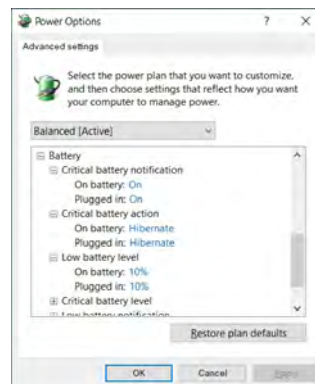 Power Options
Advanced settings
Select the power plan that you want to customize,
and then choose settings that reflect how you want
your computer to manage power.
Balanced [Active]
Battery
Critical battery notification
On battery: On
Plugged in: On
Critical battery action
On battery: Hibernate
Plugged in: Hibernate
Low battery level
On battery: 10%
Plugged in: 10%
Critical battery level
Low battery notification
Restore plan defaults
OK Cancel Apply